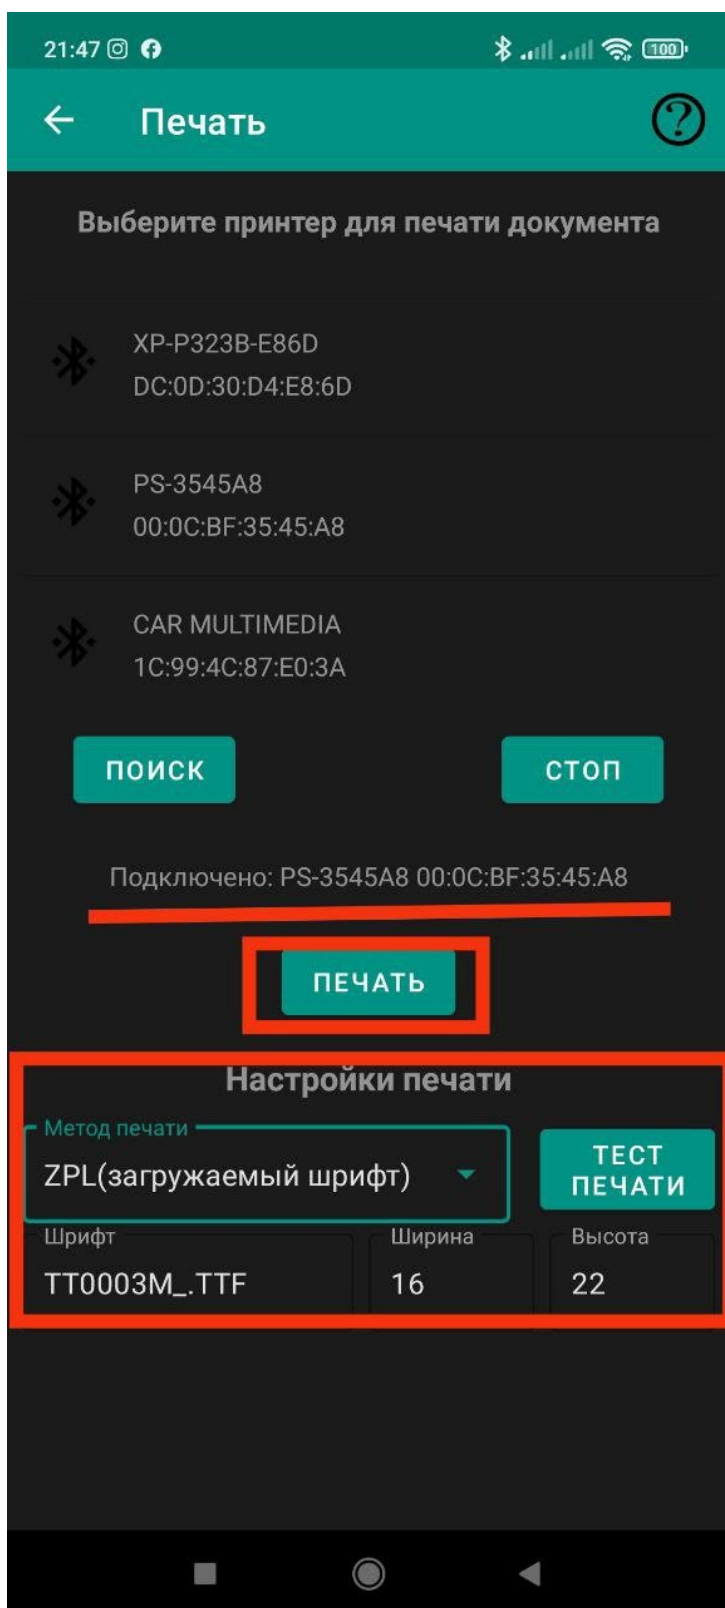 21:47
100
Печать
?
Выберите принтер для печати документа
XP-P323B-E86D
DC:0D:30:D4:E8:6D
PS-3545A8
00:0C:BF:35:45:A8
CAR MULTIMEDIA
1C:99:4C:87:E0:3A
ПОИСК
СТОП
Подключено: PS-3545A8 00:0C:BF:35:45:A8
ПЕЧАТЬ
Настройки печати
Метод печати
ZPL(загружаемый шрифт)
ТЕСТ
ПЕЧАТИ
Шрифт
Ширина
Высота
TT0003M_.TTF
16
22